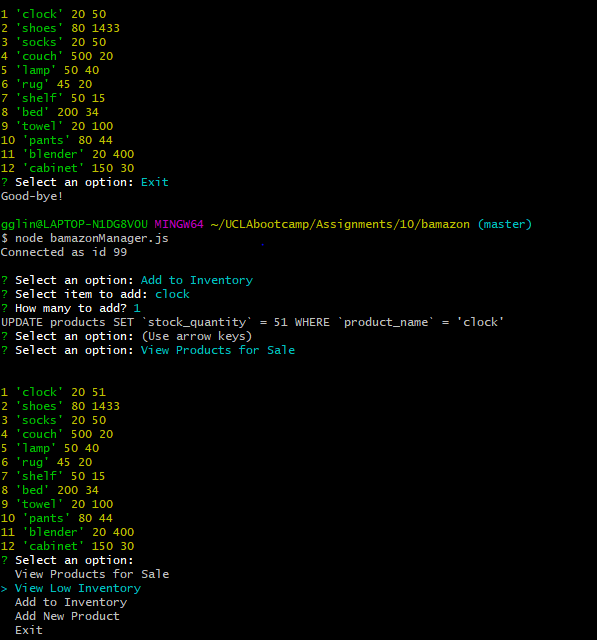 1 'clock' 20 50
2 'shoes' 80 1433
3 'socks' 20 50
4 'couch' 500 20
5 'lamp' 50 40
6 'rug' 45 20
7 'shelf' 50 15
8 'bed' 200 34
9 'towel' 20 100
10 'pants' 80 44
11 'blender' 20 400
12 'cabinet' 150 30
? Select an option: Exit
Good-bye!
gglin@LAPTOP-N1DG8VOU MINGW64 ~/UCLAbootcamp/Assignments/10/bamazon (master)
$ node bamazonManager.js
Connected as id 99
? Select an option: Add to Inventory
? Select item to add: clock
? How many to add? 1
UPDATE products SET `stock_quantity` = 51 WHERE `product_name` = 'clock'
? Select an option: (Use arrow keys)
? Select an option: View Products for Sale
1 'clock' 20 51
2 'shoes' 80 1433
3 'socks' 20 50
4 'couch' 500 20
5 'lamp' 50 40
6 'rug' 45 20
7 'shelf' 50 15
8 'bed' 200 34
9 'towel' 20 100
10 'pants' 80 44
11 'blender' 20 400
12 'cabinet' 150 30
? Select an option:
View Products for Sale
> View Low Inventory
Add to Inventory
Add New Product
Exit